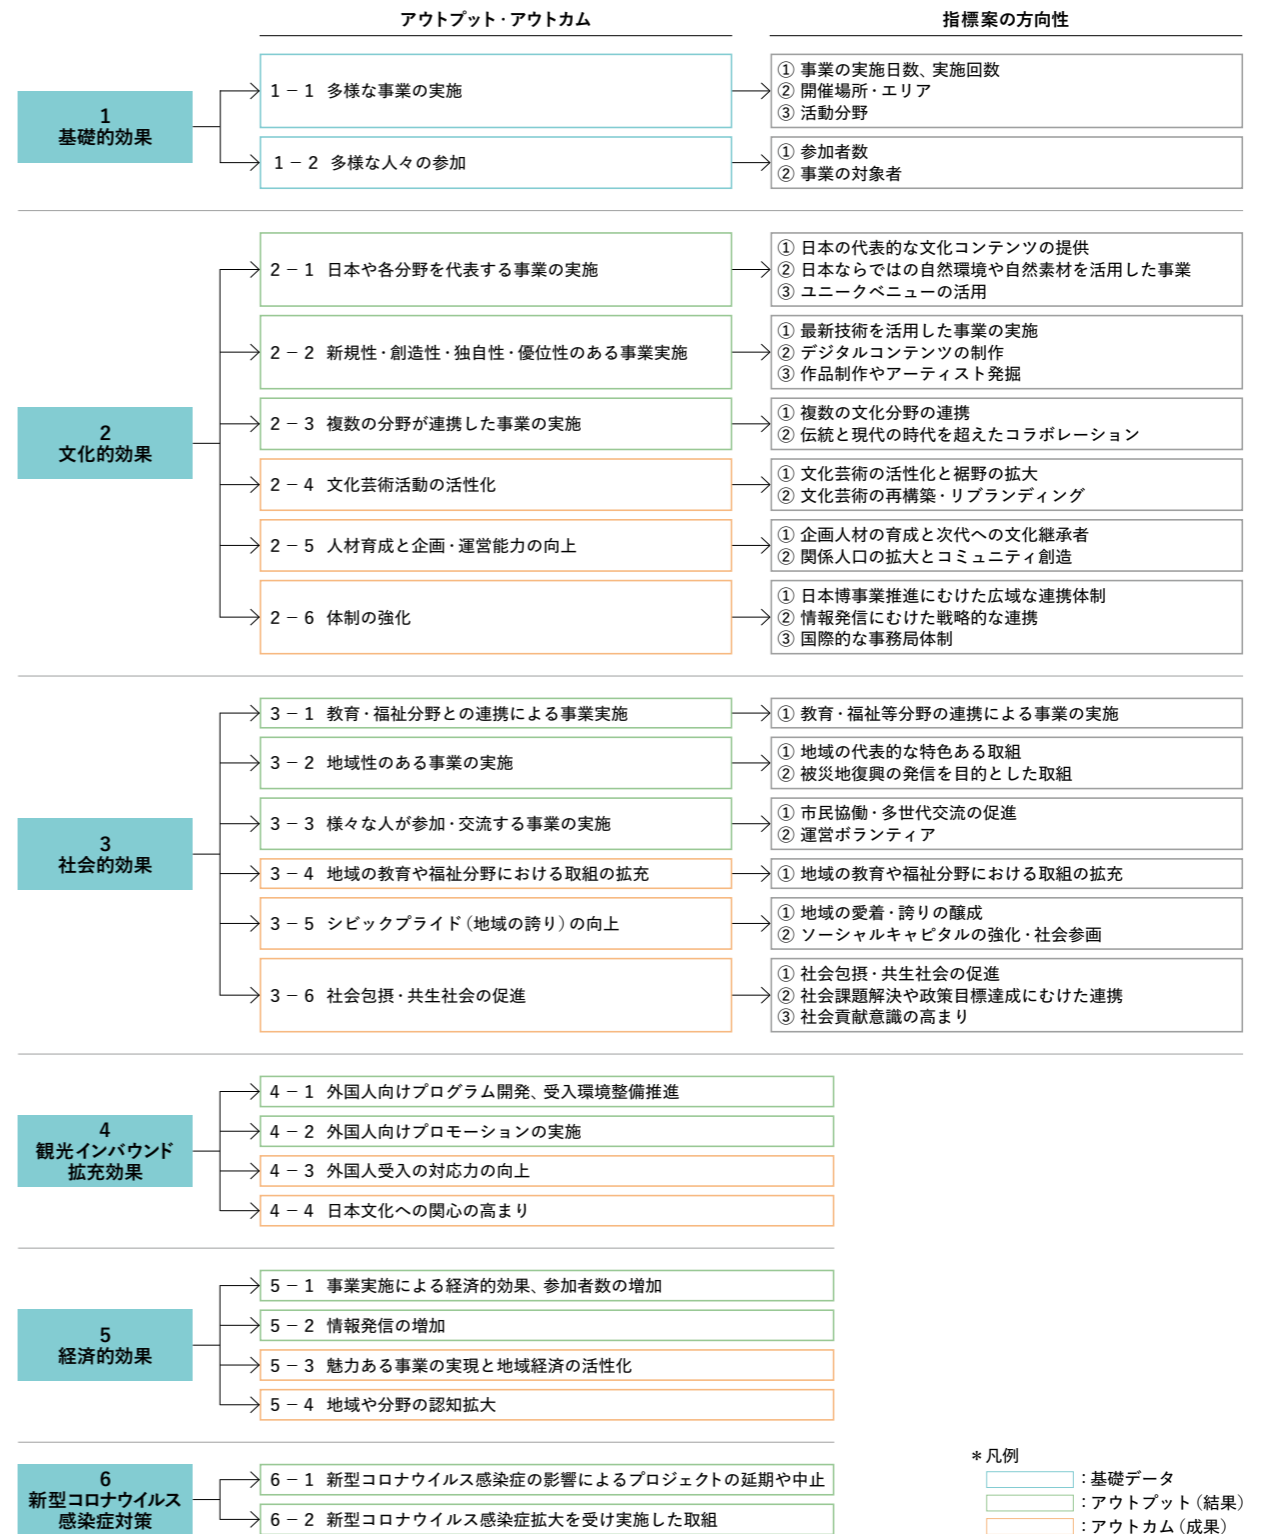 アウトプット・アウトカム
指標案の方向性
1
基礎的効果
1－1 多様な事業の実施
① 事業の実施日数、実施回数
② 開催場所・エリア
③ 活動分野
1－2 多様な人々の参加
① 参加者数
② 事業の対象者
2
文化的効果
2－1 日本や各分野を代表する事業の実施
① 日本の代表的な文化コンテンツの提供
② 日本ならではの自然環境や自然素材を活用した事業
③ ユニークベニューの活用
2－2 新規性・創造性・独自性・優位性のある事業実施
① 最新技術を活用した事業の実施
② デジタルコンテンツの制作
③ 作品制作やアーティスト発掘
2－3 複数の分野が連携した事業の実施
① 複数の文化分野の連携
② 伝統と現代の時代を超えたコラボレーション
2－4 文化芸術活動の活性化
① 文化芸術の活性化と裾野の拡大
② 文化芸術の再構築・リブランディング
2－5 人材育成と企画・運営能力の向上
① 企画人材の育成と次代への文化継承者
② 関係人口の拡大とコミュニティ創造
2－6 体制の強化
① 日本博事業推進にむけた広域な連携体制
② 情報発信にむけた戦略的な連携
③ 国際的な事務局体制
3
社会的効果
3－1 教育・福祉分野との連携による事業実施
① 教育・福祉等分野の連携による事業の実施
3－2 地域性のある事業の実施
① 地域の代表的な特色ある取組
② 被災地復興の発信を目的とした取組
3－3 様々な人が参加・交流する事業の実施
① 市民協働・多世代交流の促進
② 運営ボランティア
3－4 地域の教育や福祉分野における取組の拡充
① 地域の教育や福祉分野における取組の拡充
3－5 シビックプライド（地域の誇り）の向上
① 地域の愛着・誇りの醸成
② ソーシャルキャピタルの強化・社会参画
3－6 社会包摂・共生社会の促進
① 社会包摂・共生社会の促進
② 社会課題解決や政策目標達成にむけた連携
③ 社会貢献意識の高まり
4
観光インバウンド
拡充効果
4－1 外国人向けプログラム開発、受入環境整備推進
4－2 外国人向けプロモーションの実施
4－3 外国人受入の対応力の向上
4－4 日本文化への関心の高まり
5
経済的効果
5－1 事業実施による経済的効果、参加者数の増加
5－2 情報発信の増加
5－3 魅力ある事業の実現と地域経済の活性化
5－4 地域や分野の認知拡大
6
新型コロナウイルス
感染症対策
6－1 新型コロナウイルス感染症の影響によるプロジェクトの延期や中止
6－2 新型コロナウイルス感染症拡大を受け実施した取組
＊凡例
：基礎データ
：アウトプット（結果）
：アウトカム（成果）